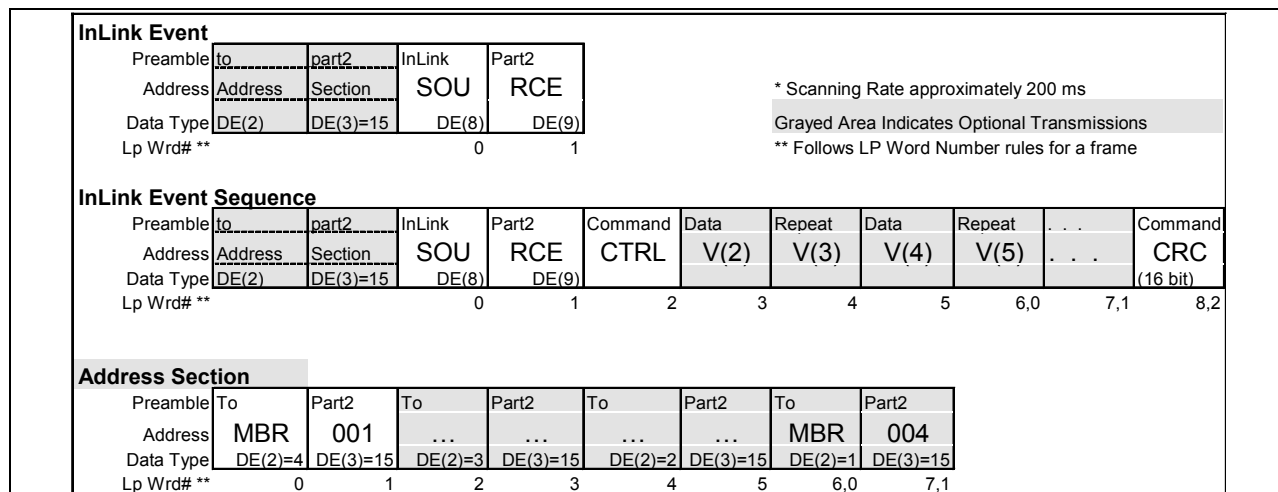 InLink Event
Preamble to part2 InLink Part2
Address Address Section SOU RCE * Scanning Rate approximately 200 ms
Data Type DE(2) DE(3)=15 DE(8) DE(9) Grayed Area Indicates Optional Transmissions
Lp Wrd# ** 0 1 ** Follows LP Word Number rules for a frame
InLink Event Sequence
Preamble to part2 InLink Part2 Command Data Repeat Data Repeat . . . Command
Address Address Section SOU RCE CTRL V(2) V(3) V(4) V(5) . . . CRC
Data Type DE(2) DE(3)=15 DE(8) DE(9) (16 bit)
Lp Wrd# ** 0 1 2 3 4 5 6,0 7,1 8,2
Address Section
Preamble To Part2 To Part2 To Part2 To Part2
Address MBR 001 ... ... ... ... MBR 004
Data Type DE(2)=4 DE(3)=15 DE(2)=3 DE(3)=15 DE(2)=2 DE(3)=15 DE(2)=1 DE(3)=15
Lp Wrd# ** 0 1 2 3 4 5 6,0 7,1